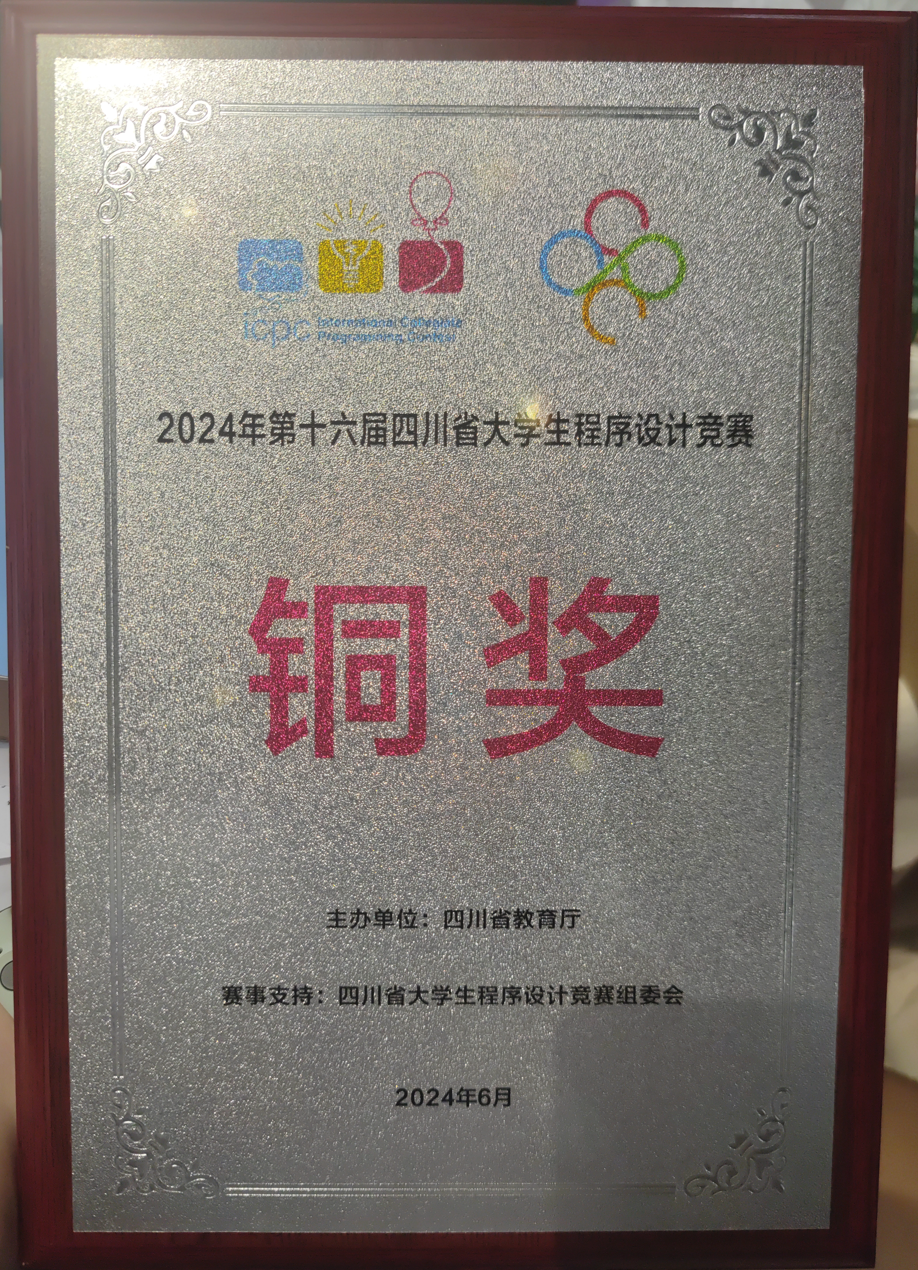 icpc International Collegiate
Programming Contest
2024年第十六届四川省大学生程序设计竞赛
铜奖
主办单位：四川省教育厅
赛事支持：四川省大学生程序设计竞赛组委会
2024年6月